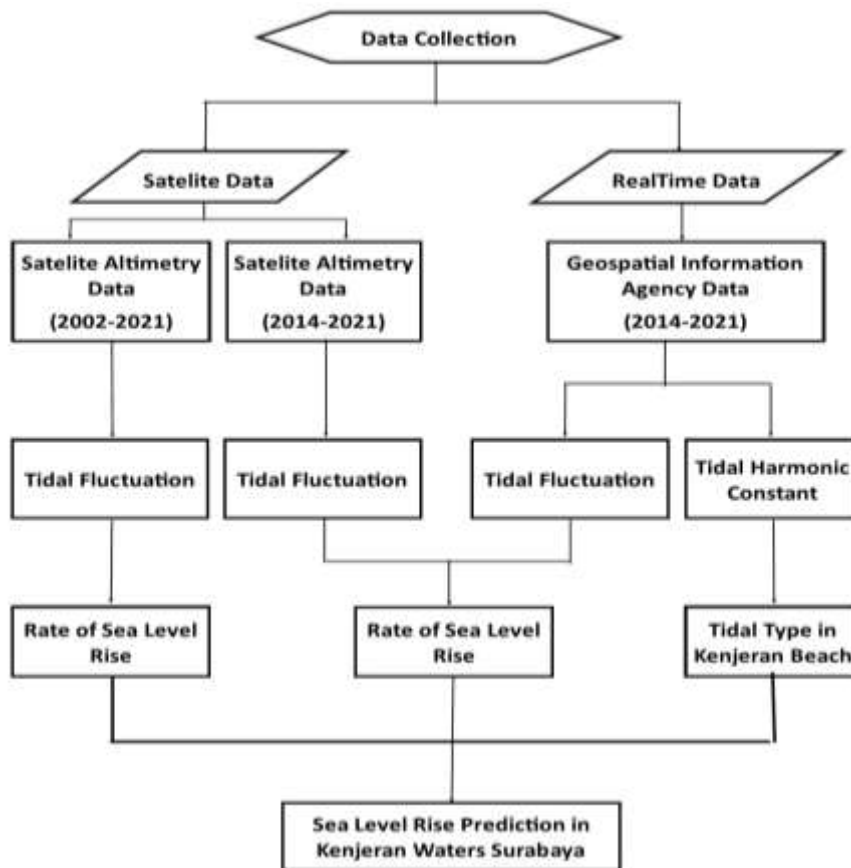 Data Collection
Satelite Data
RealTime Data
Satelite Altimetry
Data
(2002-2021)
Satelite Altimetry
Data
(2014-2021)
Geospatial Information
Agency Data
(2014-2021)
Tidal Fluctuation
Tidal Fluctuation
Tidal Fluctuation
Tidal Harmonic
Constant
Rate of Sea Level
Rise
Rate of Sea Level
Rise
Tidal Type in
Kenjeran Beach
Sea Level Rise Prediction in
Kenjeran Waters Surabaya